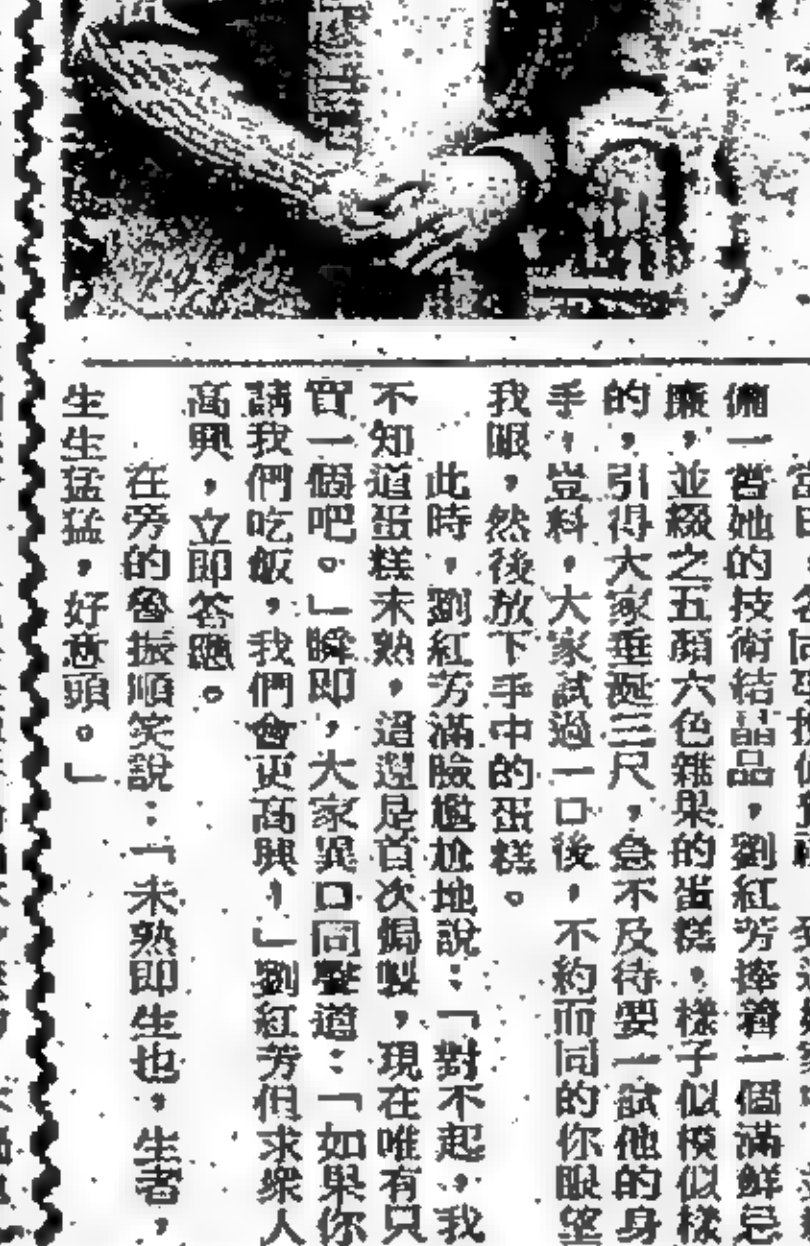 備一嘗她的技術結晶品，劉紅芳捧着一個滿鮮忌
廉，並綴之五顏六色雜果的蛋糕，樣子似模似樣
的，引得大家垂涎三尺，急不及待要一試他的身
手，豈料，大家試過一口後，不約而同的你眼望
我眼，然後放下手中的蛋糕。
此時，劉紅芳滿臉尷尬地說：「對不起，我
不知道蛋糕未熟，這還是首次焗製，現在唯有只
買一個吧。」瞬即，大家異口同聲道：「如果你
請我們吃飯，我們會更高興！」劉紅芳但求衆人
高興，立即答應。
在旁的魯振順笑說：「未熟即生也，生者，
生生猛猛，好意頭。」